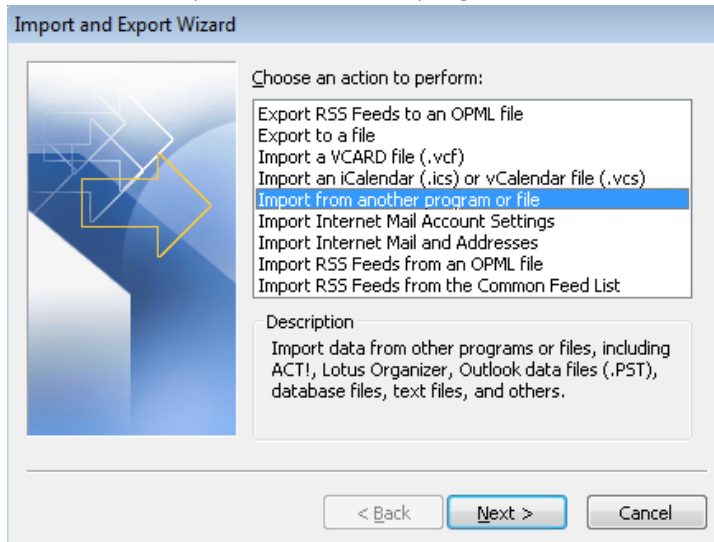 Import and Export Wizard
Choose an action to perform:
Export RSS Feeds to an OPML file
Export to a file
Import a VCARD file (.vcf)
Import an iCalendar (.ics) or vCalendar file (.vcs)
Import from another program or file
Import Internet Mail Account Settings
Import Internet Mail and Addresses
Import RSS Feeds from an OPML file
Import RSS Feeds from the Common Feed List
Description
Import data from other programs or files, including
ACT!, Lotus Organizer, Outlook data files (.PST),
database files, text files, and others.
< Back Next > Cancel